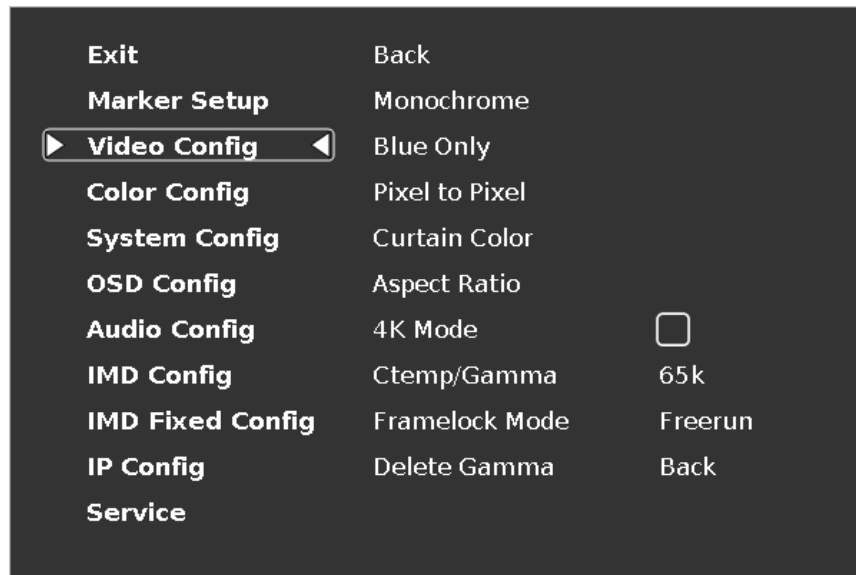 Exit Back
Marker Setup Monochrome
Video Config Blue Only
Color Config Pixel to Pixel
System Config Curtain Color
OSD Config Aspect Ratio
Audio Config 4K Mode
IMD Config Ctemp/Gamma 65k
IMD Fixed Config Framelock Mode Freerun
IP Config Delete Gamma Back
Service